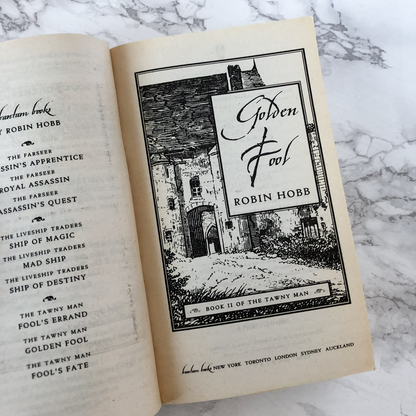 bantam books
Y ROBIN HOBB
THE FARSEER
SSIN'S APPRENTICE
THE FARSEER
ROYAL ASSASSIN
THE FARSEER
ASSASSIN'S QUEST
THE LIVESHIP TRADERS
SHIP OF MAGIC
THE LIVESHIP TRADERS
MAD SHIP
THE LIVESHIP TRADERS
SHIP OF DESTINY
THE TAWNY MAN
FOOL'S ERRAND
THE TAWNY MAN
GOLDEN FOOL
THE TAWNY MAN
FOOL'S FATE
Golden
Fool
ROBIN HOBB
BOOK II OF THE TAWNY MAN
bantam books NEW YORK TORONTO LONDON SYDNEY AUCKLAND